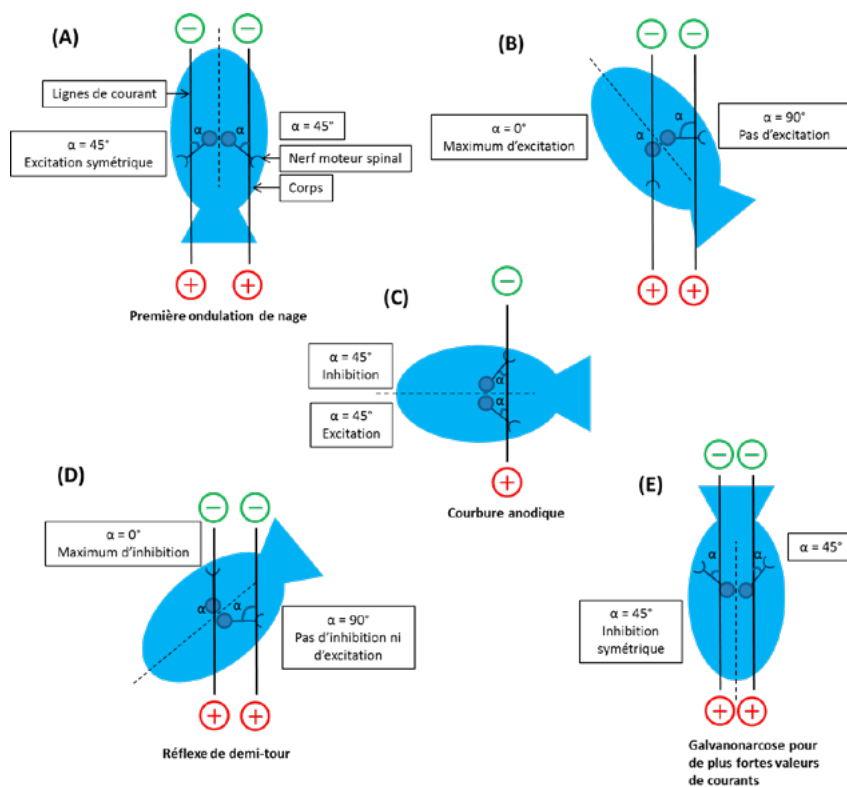 (A)
− −
Lignes de courant
α α
α = 45°
Excitation symétrique
α = 45°
Nerf moteur spinal
Corps
+ +
Première ondulation de nage
(B)
− −
α = 0°
Maximum d'excitation
α α
α = 90°
Pas d'excitation
+ +
(C)
−
α = 45°
Inhibition
α
α
α = 45°
Excitation
+
Courbure anodique
(D)
− −
α = 0°
Maximum d'inhibition
α α
α = 90°
Pas d'inhibition ni
d'excitation
+ +
Réflexe de demi-tour
(E)
− −
α α
α = 45°
α = 45°
Inhibition
symétrique
+ +
Galvanonarcose pour
de plus fortes valeurs
de courants